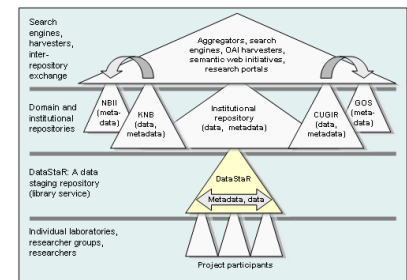 Search
engines,
harvesters,
inter-
repository
exchange
Aggregators, search
engines, OAI harvesters,
semantic web initiatives,
research portals
Domain and
institutional
repositories
NBII
(meta-
data)
KNB
(data,
metadata)
Institutional
repository
(data, metadata)
CUGIR
(data,
metadata)
GOS
(meta-
data)
DataStaR: A data
staging repository
(library service)
DataStaR
Metadata, data
Individual laboratories,
researcher groups,
researchers
Project participants